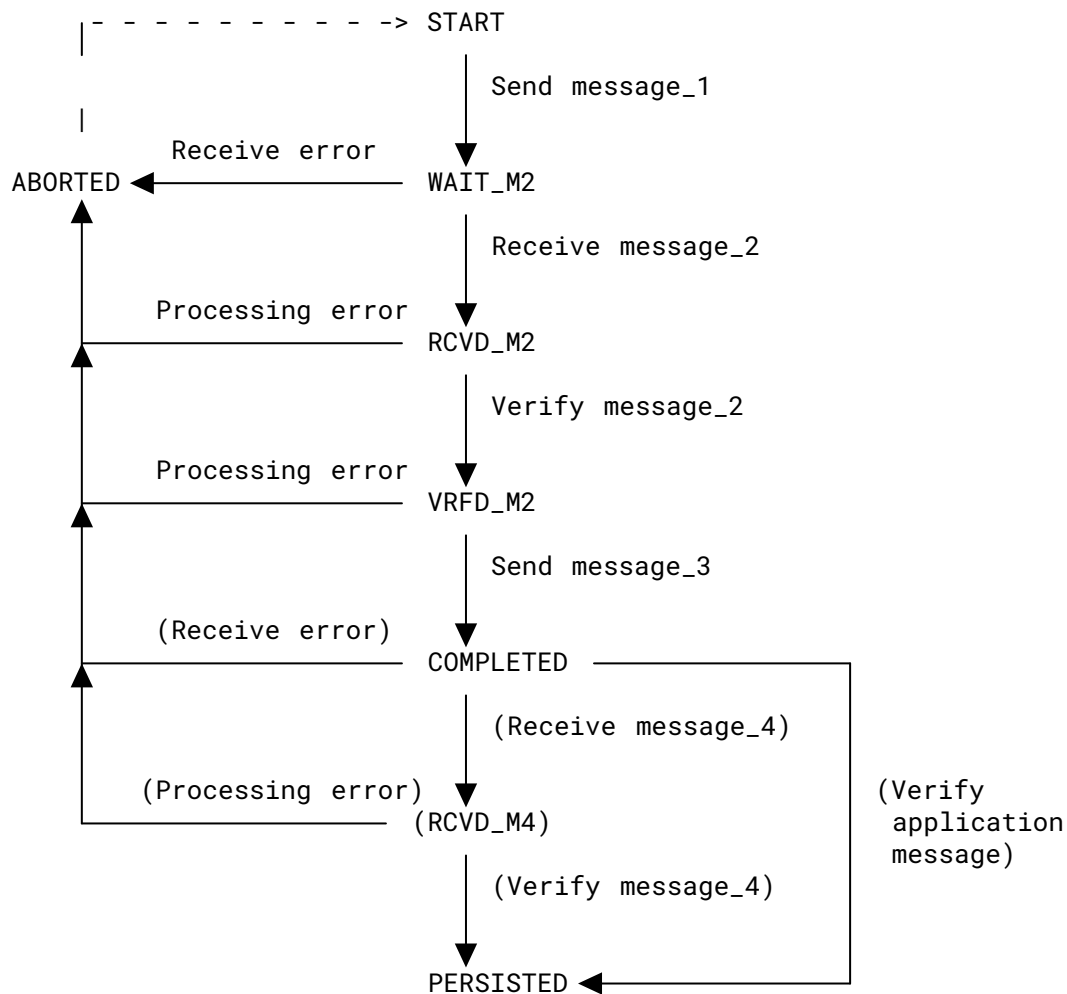 START
Send message_1
Receive error
ABORTED
WAIT_M2
Receive message_2
Processing error
RCVD_M2
Verify message_2
Processing error
VRFD_M2
Send message_3
(Receive error)
COMPLETED
(Receive message_4)
(Processing error)
(RCVD_M4)
(Verify
application
message)
(Verify message_4)
PERSISTED